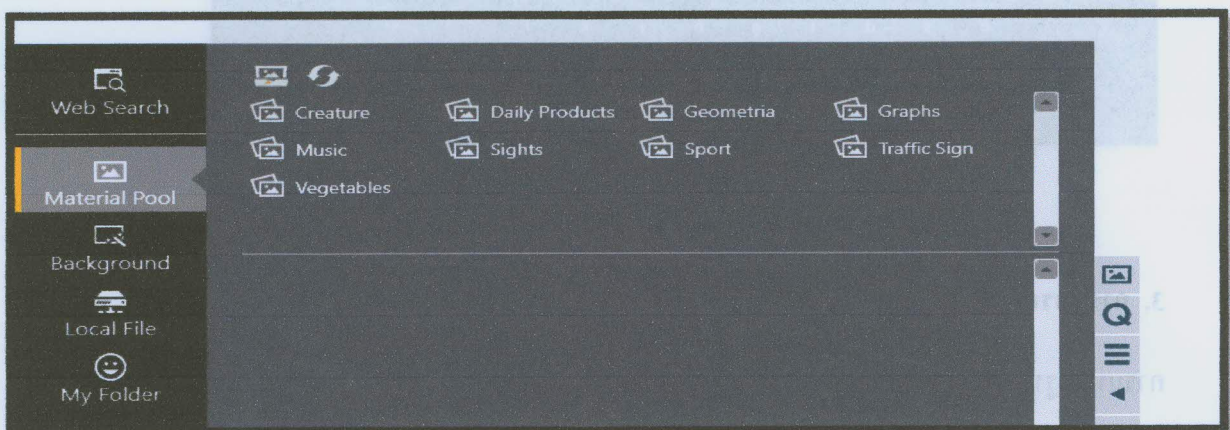 Web Search
Material Pool
Background
Local File
My Folder
Creature Daily Products Geometria Graphs
Music Sights Sport Traffic Sign
Vegetables
3.